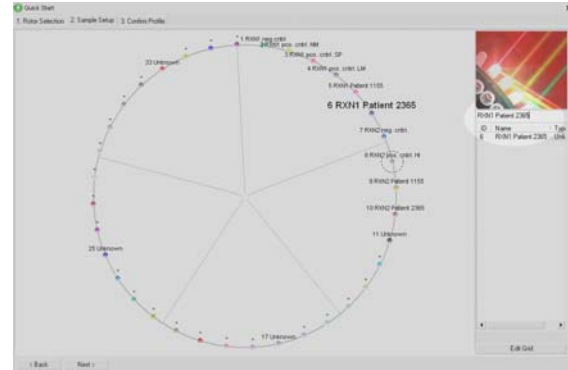 Quick Start
1. Rotor Selection 2. Sample Setup 3. Confirm Profile
1 RXN1 neg cntrl
2 RXN1 pos. cntrl. NM
3 RXN1 pos. cntrl. SP
4 RXN1 pos. cntrl. LM
5 RXN1 Patient 1155
6 RXN1 Patient 2365
7 RXN2 neg. cntrl.
8 RXN2 pos. cntrl. HI
9 RXN2 Patient 1155
10 RXN2 Patient 2365
11 Unknown
17 Unknown
25 Unknown
33 Unknown
RXN1 Patient 2365
ID Name Typ
6 RXN1 Patient 2365 Unk
Edit Grid
< Back Next >